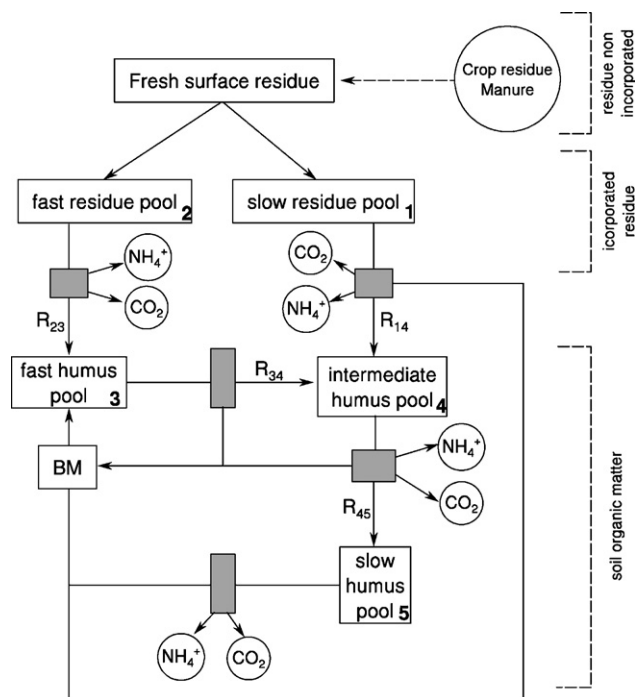 Fresh surface residue
Crop residue
Manure
residue non
incorporated
fast residue pool 2
slow residue pool 1
icorporated
residue
NH₄⁺
CO₂
CO₂
NH₄⁺
R₂₃
R₁₄
fast humus
pool 3
R₃₄
intermediate
humus pool 4
BM
NH₄⁺
CO₂
R₄₅
slow
humus
pool 5
NH₄⁺
CO₂
soil organic matter